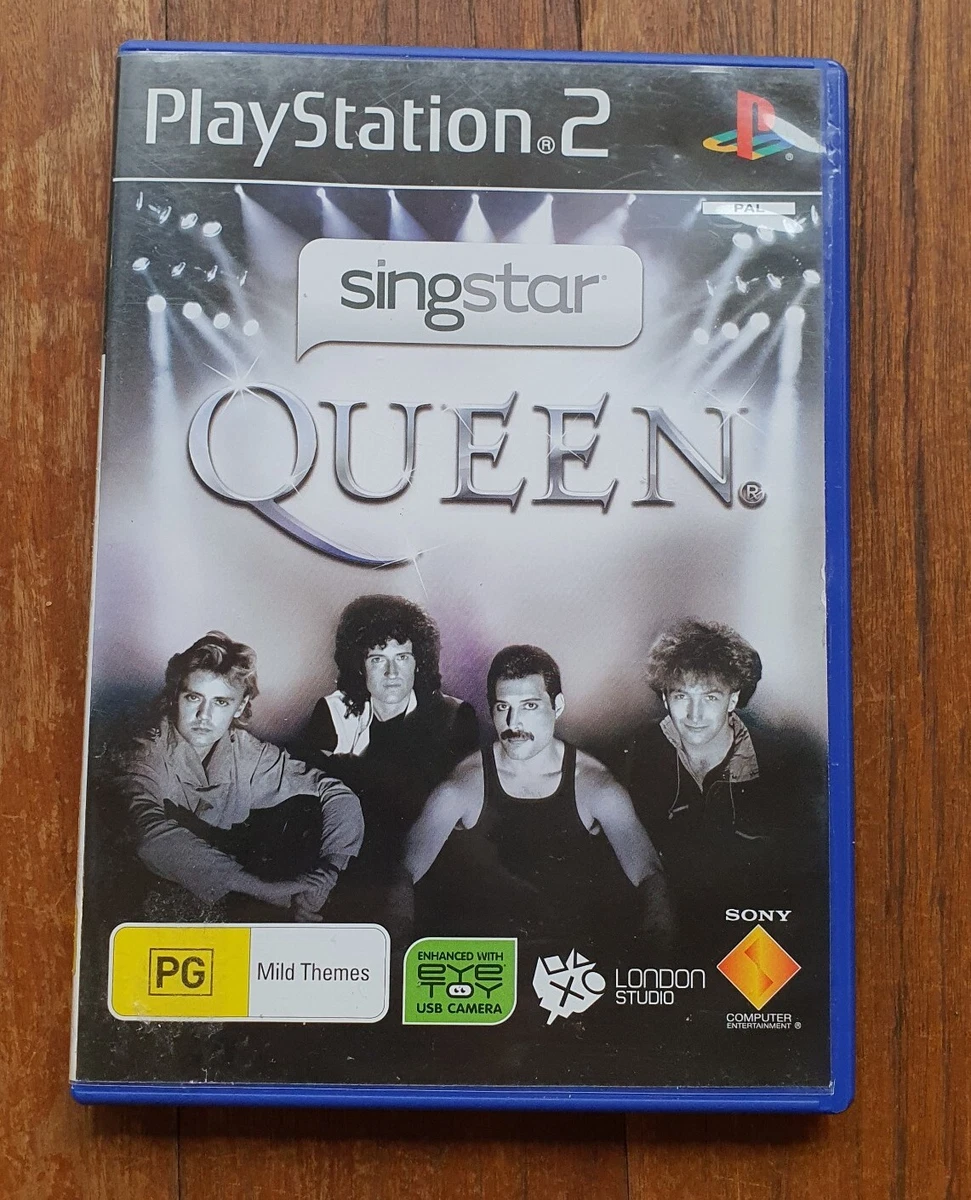 PlayStation®2
PAL
singstar®
QUEEN®
PG
Mild Themes
ENHANCED WITH
EYE
TOY
USB CAMERA
LONDON
STUDIO
SONY
COMPUTER
ENTERTAINMENT®